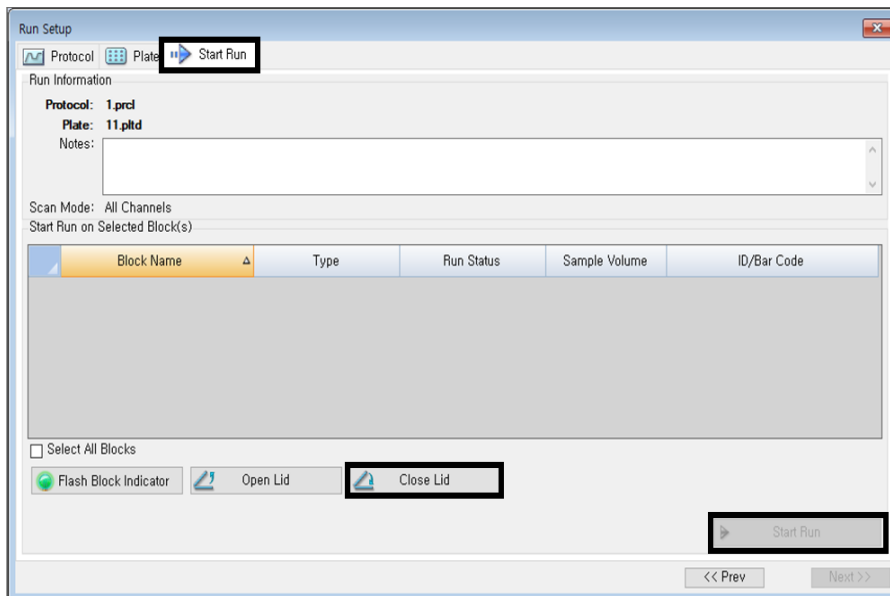 Run Setup
Protocol Plate Start Run
Run Information
Protocol: 1.prcl
Plate: 11.pltd
Notes:
Scan Mode: All Channels
Start Run on Selected Block(s)
Block Name Type Run Status Sample Volume ID/Bar Code
Select All Blocks
Flash Block Indicator Open Lid Close Lid
Start Run
<< Prev Next >>